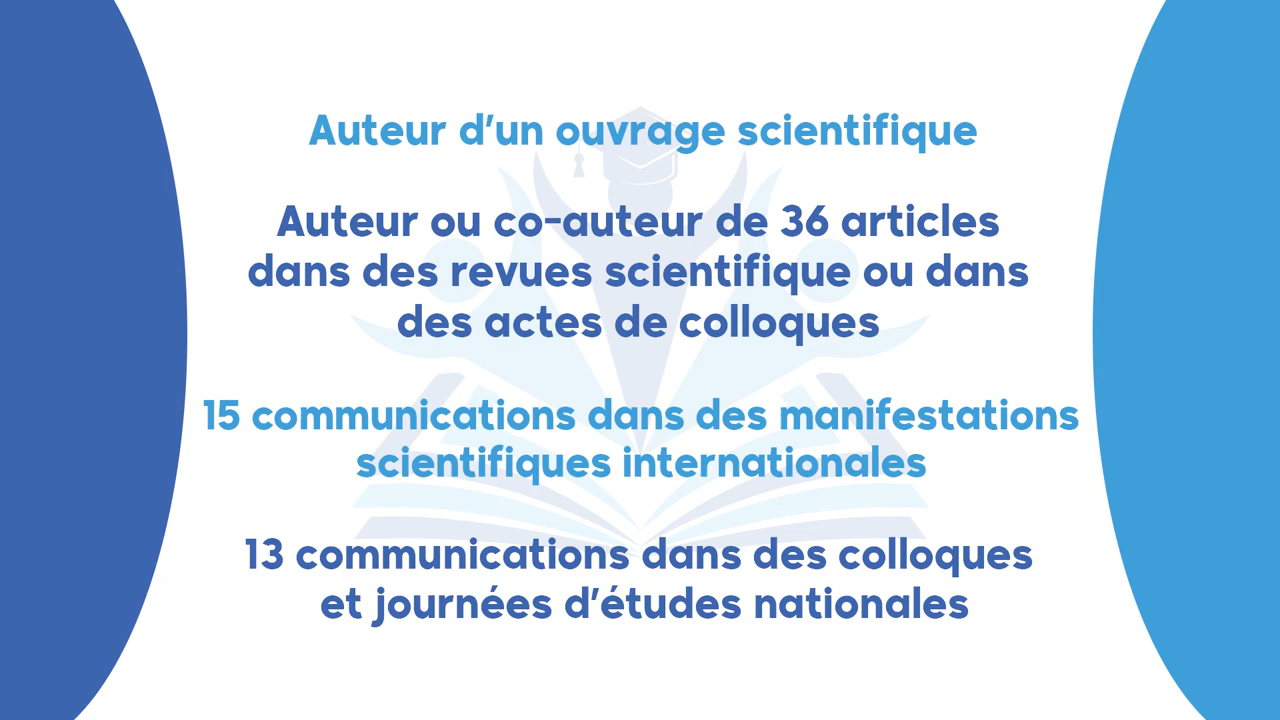 Auteur d’un ouvrage scientifique
Auteur ou co-auteur de 36 articles
dans des revues scientifique ou dans
des actes de colloques
15 communications dans des manifestations
scientifiques internationales
13 communications dans des colloques
et journées d’études nationales